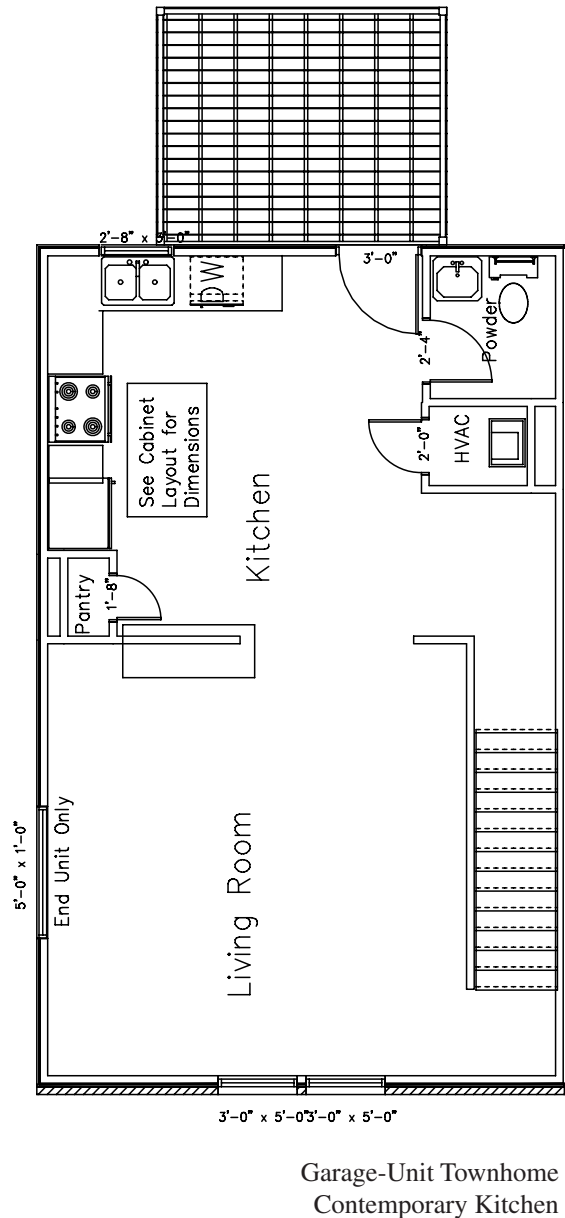 2'-8" x 3'-0"
3'-0"
DW
Powder
2'-4"
See Cabinet
Layout for
Dimensions
HVAC
2'-0"
Kitchen
Pantry
1'-8"
5'-0" x 1'-0"
End Unit Only
Living Room
3'-0" x 5'-0"
3'-0" x 5'-0"
Garage-Unit Townhome
Contemporary Kitchen